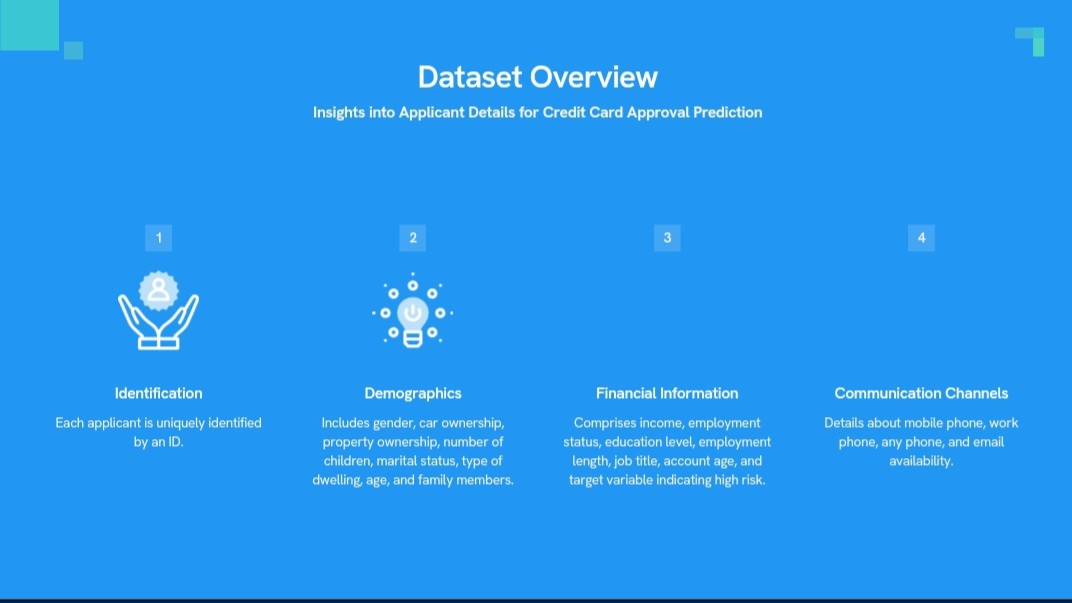 Dataset Overview
Insights into Applicant Details for Credit Card Approval Prediction
1
Identification
Each applicant is uniquely identified
by an ID.
2
Demographics
Includes gender, car ownership,
property ownership, number of
children, marital status, type of
dwelling, age, and family members.
3
Financial Information
Comprises income, employment
status, education level, employment
length, job title, account age, and
target variable indicating high risk.
4
Communication Channels
Details about mobile phone, work
phone, any phone, and email
availability.